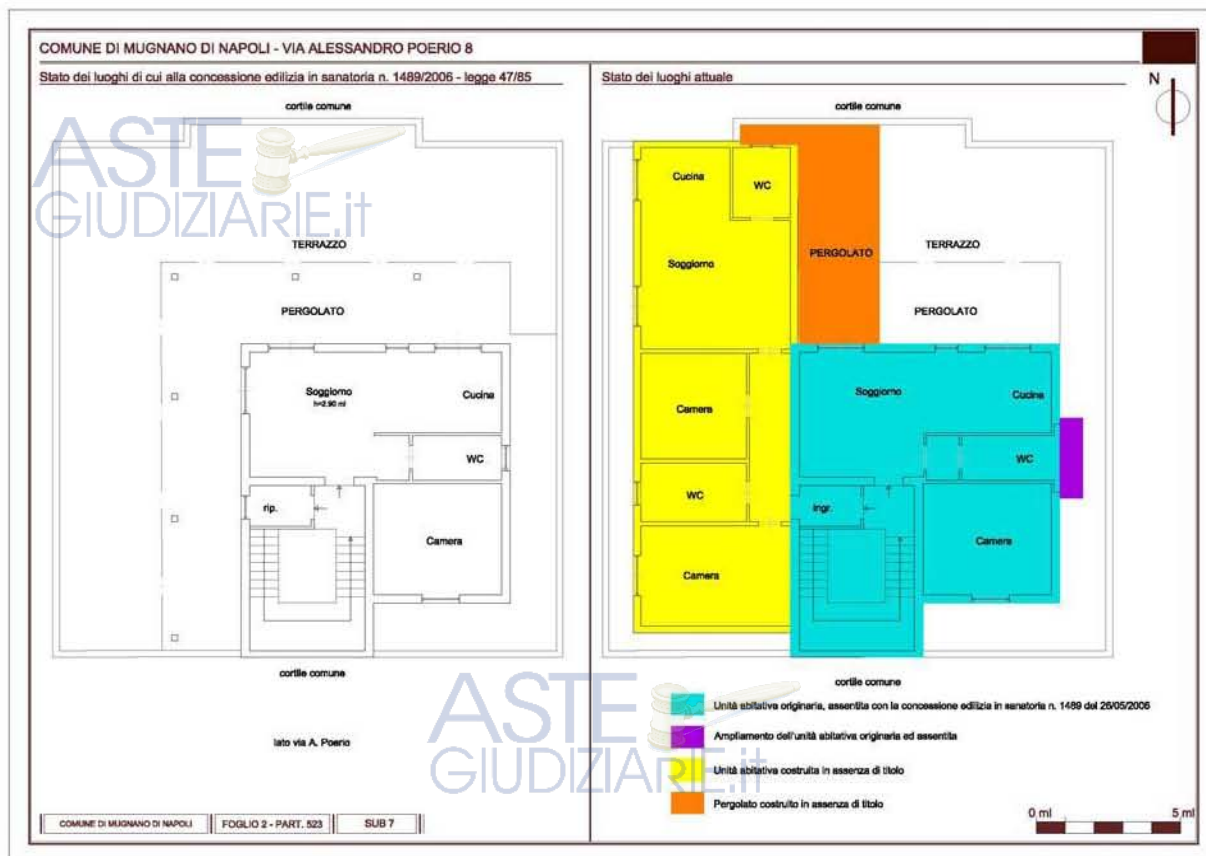 COMUNE DI MUGNANO DI NAPOLI - VIA ALESSANDRO POERIO 8
Stato dei luoghi di cui alla concessione edilizia in sanatoria n. 1489/2006 - legge 47/85
cortile comune
ASTE
GIUDIZIARIE.it
TERRAZZO
PERGOLATO
Soggiorno
h=2.90 ml
Cucina
WC
rip.
Camera
cortile comune
lato via A. Poerio
Stato dei luoghi attuale
N
cortile comune
Cucina
WC
Soggiorno
PERGOLATO
TERRAZZO
PERGOLATO
Camera
Soggiorno
Cucina
WC
WC
ingr.
Camera
Camera
cortile comune
ASTE
GIUDIZIARIE.it
Unità abitativa originaria, assentita con la concessione edilizia in sanatoria n. 1489 del 26/05/2006
Ampliamento dell'unità abitativa originaria ed assentita
Unità abitativa costruita in assenza di titolo
Pergolato costruito in assenza di titolo
0 ml 5 ml
COMUNE DI MUGNANO DI NAPOLI FOGLIO 2 - PART. 523 SUB 7